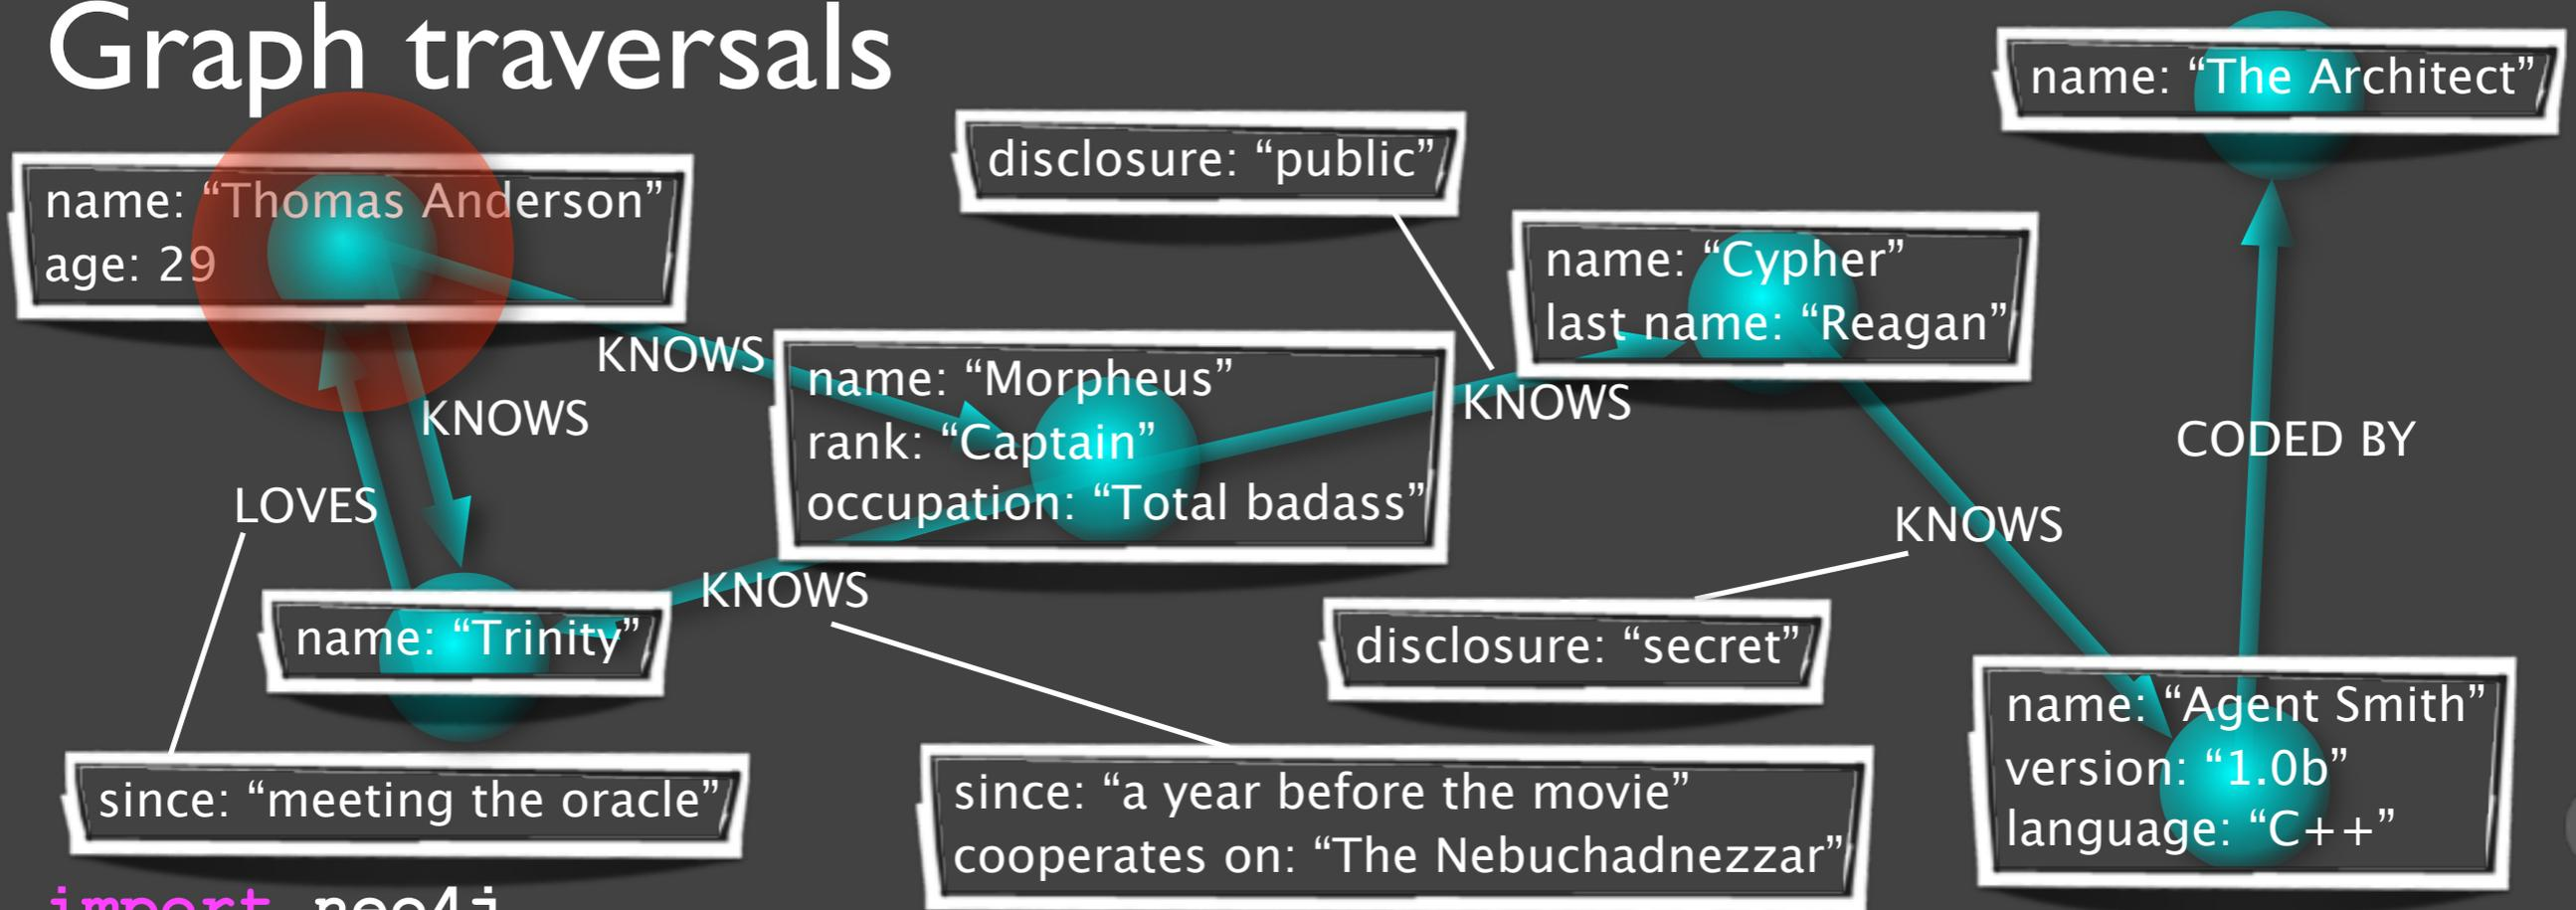 Graph traversals
name: “The Architect”
disclosure: “public”
name: “Thomas Anderson”
age: 29
name: “Cypher”
last name: “Reagan”
KNOWS
name: “Morpheus”
rank: “Captain”
occupation: “Total badass”
KNOWS
KNOWS
CODED BY
LOVES
KNOWS
KNOWS
name: “Trinity”
disclosure: “secret”
name: “Agent Smith”
version: “1.0b”
language: “C++”
since: “meeting the oracle”
since: “a year before the movie”
cooperates on: “The Nebuchadnezzar”
import neo4j